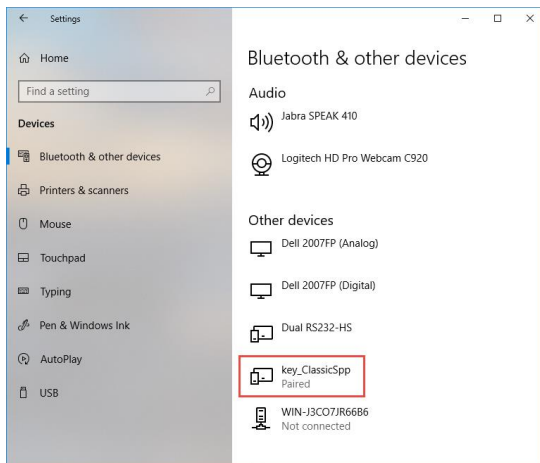 Settings
Home
Find a setting
Devices
Bluetooth & other devices
Printers & scanners
Mouse
Touchpad
Typing
Pen & Windows Ink
AutoPlay
USB
Bluetooth & other devices
Audio
Jabra SPEAK 410
Logitech HD Pro Webcam C920
Other devices
Dell 2007FP (Analog)
Dell 2007FP (Digital)
Dual RS232-HS
key_ClassicSpp
Paired
WIN-J3CO7JR66B6
Not connected